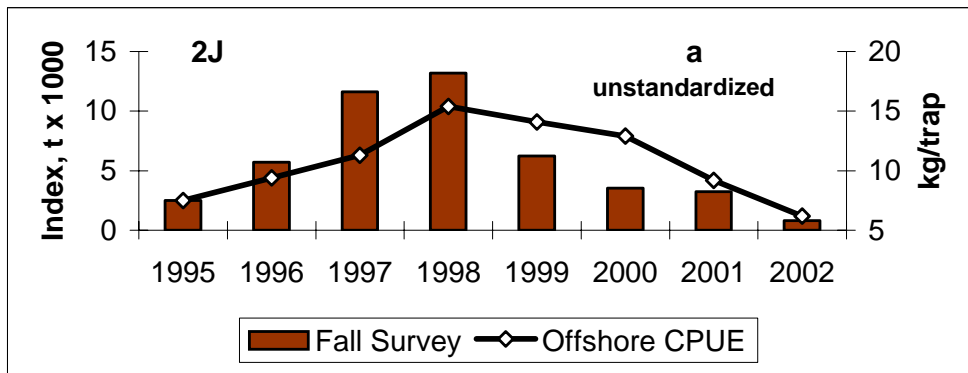 2J
a
unstandardized
Index, t x 1000
15
10
5
0
20
15
10
5
kg/trap
1995 1996 1997 1998 1999 2000 2001 2002
Fall Survey Offshore CPUE